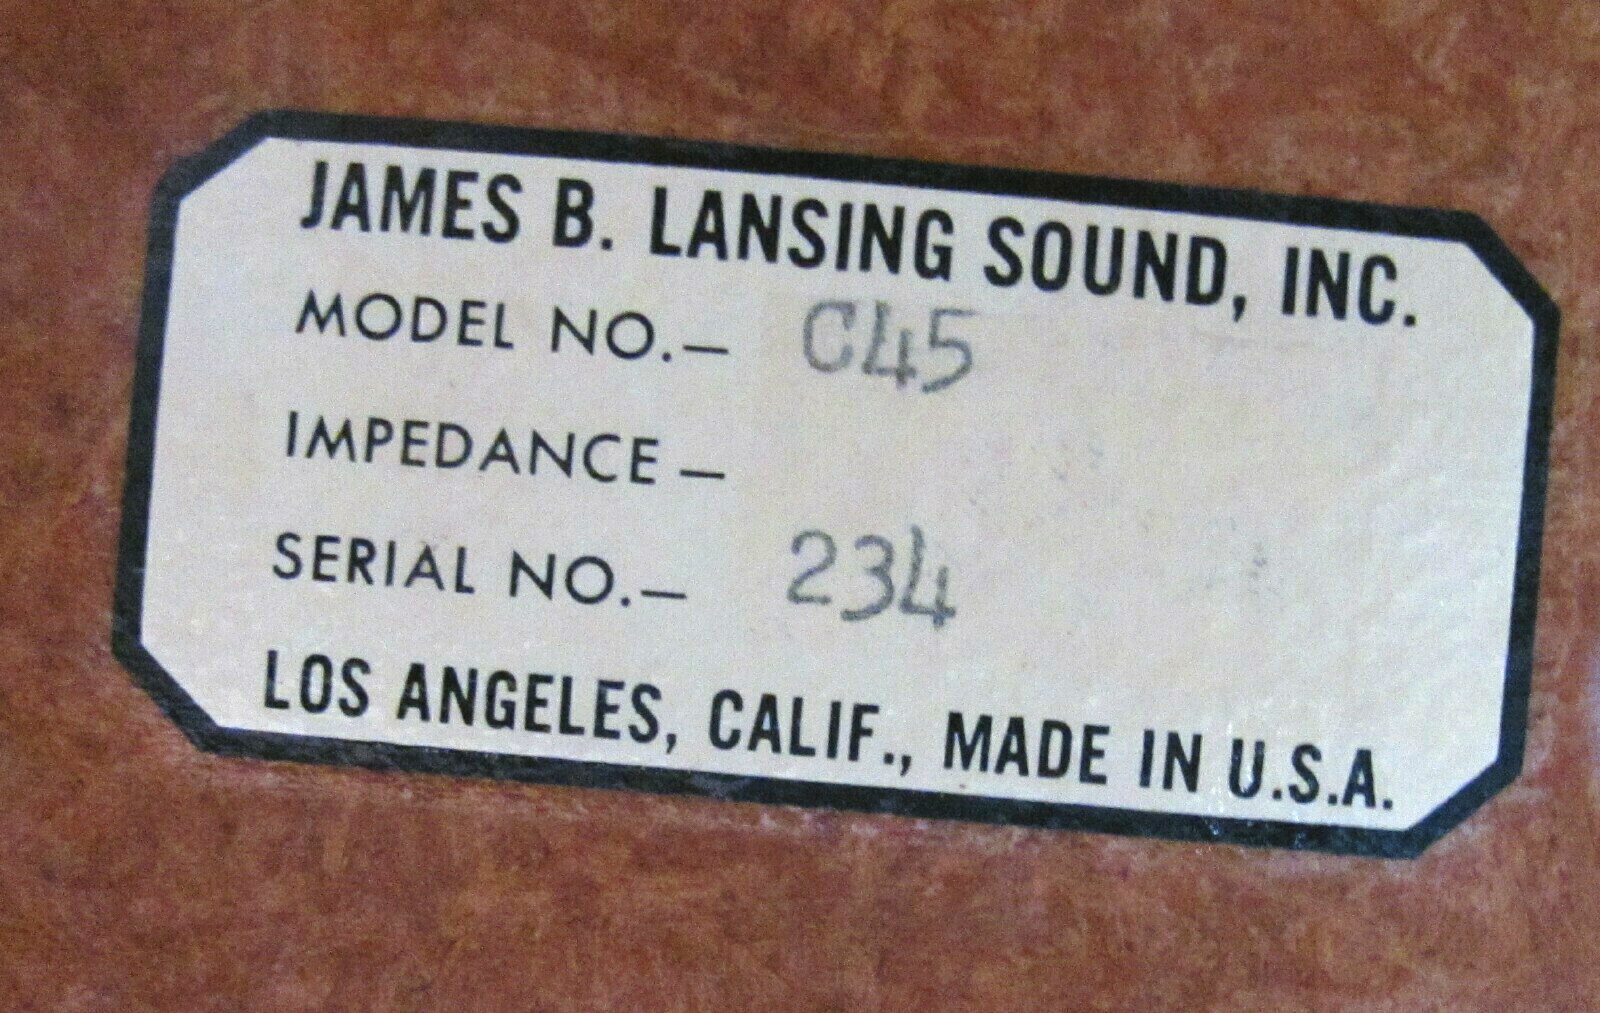 JAMES B. LANSING SOUND, INC.
MODEL NO.— C45
IMPEDANCE —
SERIAL NO.— 234
LOS ANGELES, CALIF., MADE IN U.S.A.